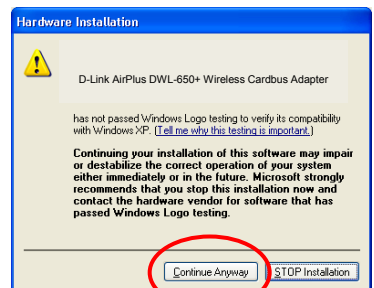 Hardware Installation
D-Link AirPlus DWL-650+ Wireless Cardbus Adapter
has not passed Windows Logo testing to verify its compatibility
with Windows XP. (Tell me why this testing is important.)
Continuing your installation of this software may impair
or destabilize the correct operation of your system
either immediately or in the future. Microsoft strongly
recommends that you stop this installation now and
contact the hardware vendor for software that has
passed Windows Logo testing.
Continue Anyway
STOP Installation